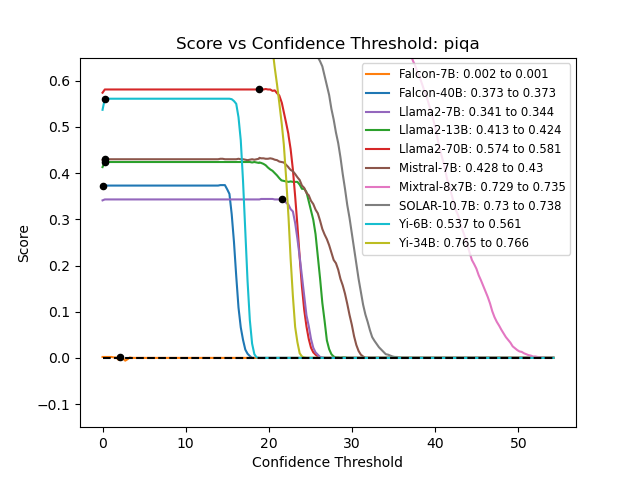 Score vs Confidence Threshold: piqa
Score
0.6
0.5
0.4
0.3
0.2
0.1
0.0
−0.1
Falcon-7B: 0.002 to 0.001
Falcon-40B: 0.373 to 0.373
Llama2-7B: 0.341 to 0.344
Llama2-13B: 0.413 to 0.424
Llama2-70B: 0.574 to 0.581
Mistral-7B: 0.428 to 0.43
Mixtral-8x7B: 0.729 to 0.735
SOLAR-10.7B: 0.73 to 0.738
Yi-6B: 0.537 to 0.561
Yi-34B: 0.765 to 0.766
0 10 20 30 40 50
Confidence Threshold